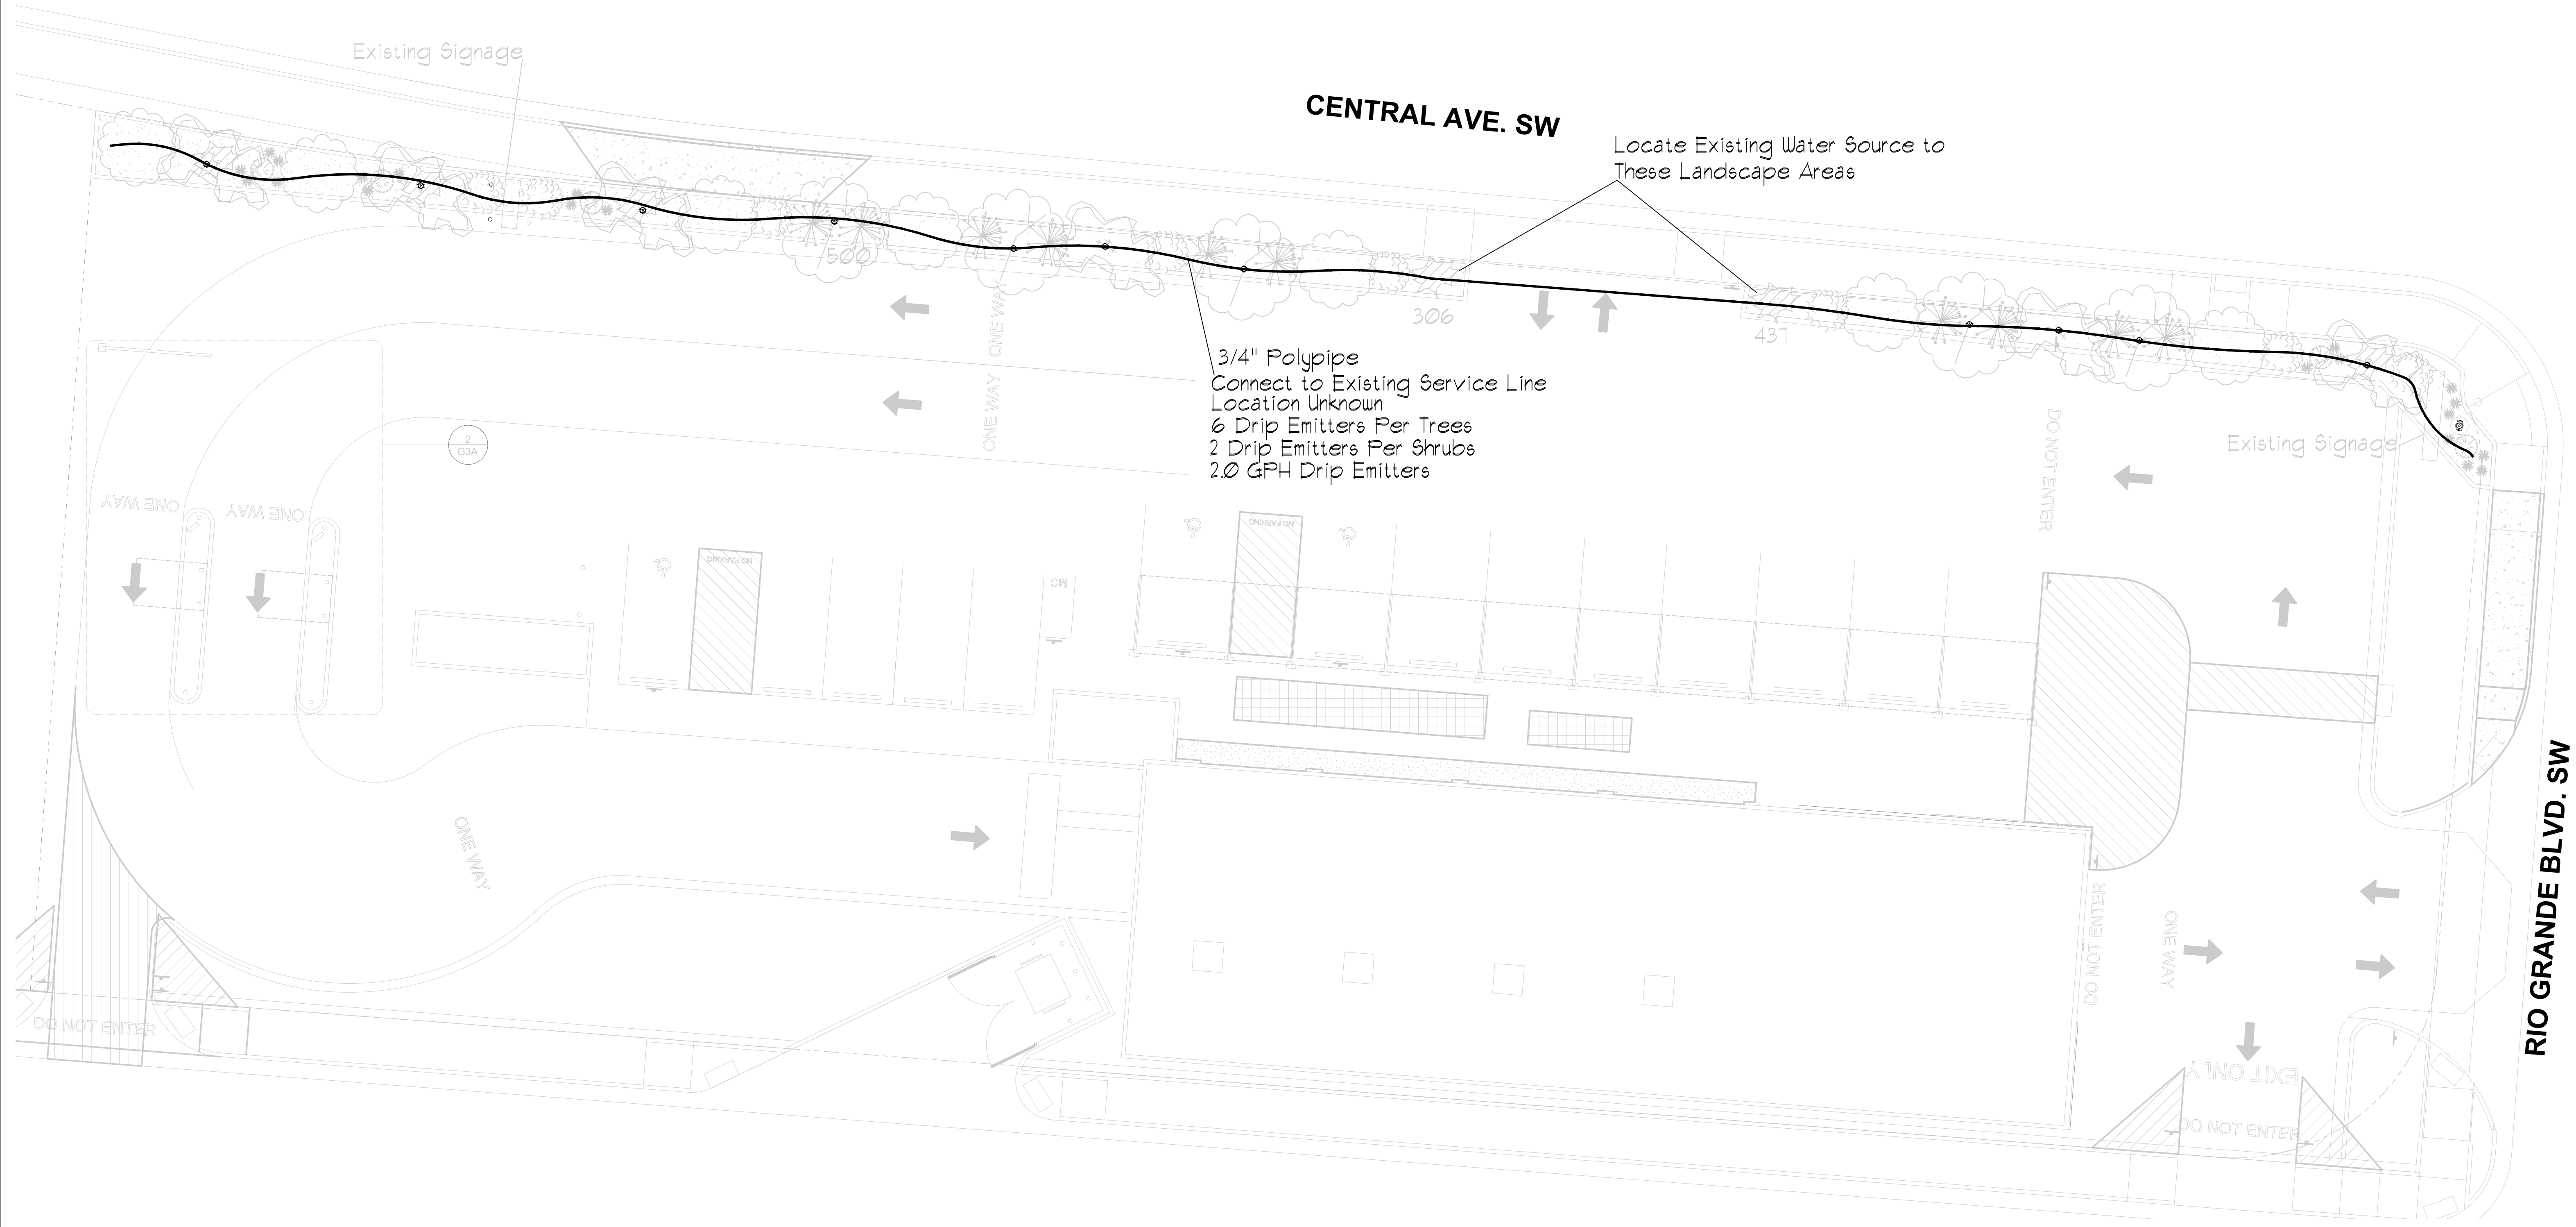 Existing Signage
CENTRAL AVE. SW
Locate Existing Water Source to
These Landscape Areas
500
306
437
ONE WAY
ONE WAY
3/4" Polypipe
Connect to Existing Service Line
Location Unknown
6 Drip Emitters Per Trees
2 Drip Emitters Per Shrubs
2.0 GPH Drip Emitters
2
G3A
Existing Signage
DO NOT ENTER
ONE WAY
ONE WAY
NO PARKING
NO PARKING
MC
ONE WAY
RIO GRANDE BLVD. SW
DO NOT ENTER
ONE WAY
DO NOT ENTER
EXIT ONLY
DO NOT ENTER